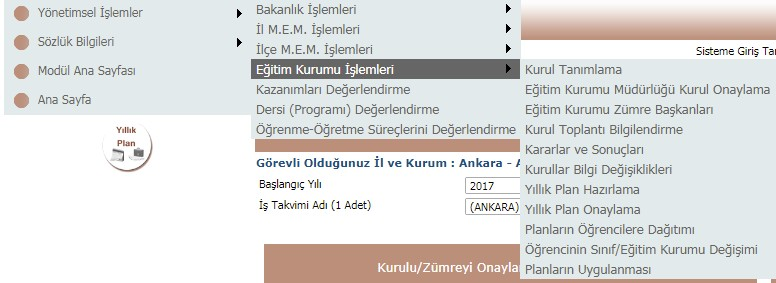 Yönetimsel İşlemler
Sözlük Bilgileri
Modül Ana Sayfası
Ana Sayfa
Yıllık
Plan
Bakanlık İşlemleri
İl M.E.M. İşlemleri
İlçe M.E.M. İşlemleri
Eğitim Kurumu İşlemleri
Kazanımları Değerlendirme
Dersi (Programı) Değerlendirme
Öğrenme-Öğretme Süreçlerini Değerlendirme
Sisteme Giriş
Kurul Tanımlama
Eğitim Kurumu Müdürlüğü Kurul Onaylama
Eğitim Kurumu Zümre Başkanları
Kurul Toplantı Bilgilendirme
Kararlar ve Sonuçları
Kurullar Bilgi Değişiklikleri
Yıllık Plan Hazırlama
Yıllık Plan Onaylama
Planların Öğrencilere Dağıtımı
Öğrencinin Sınıf/Eğitim Kurumu Değişimi
Planların Uygulanması
Görevli Olduğunuz İl ve Kurum : Ankara -
Başlangıç Yılı 2017
İş Takvimi Adı (1 Adet) (ANKARA)
Kurulu/Zümreyi